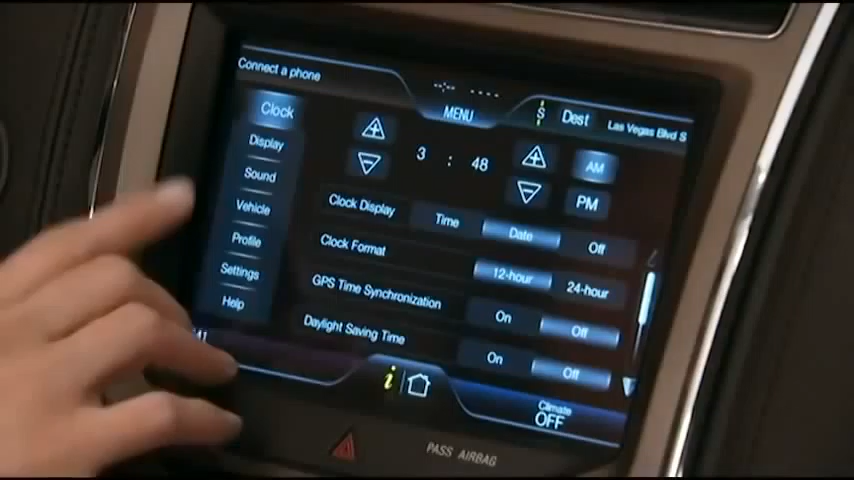 Connect a phone
--:-- ----
MENU
S Dest Las Vegas Blvd S
Clock
Display
Sound
Vehicle
Profile
Settings
Help
3 : 48
AM
PM
Clock Display Time Date Off
Clock Format 12-hour 24-hour
GPS Time Synchronization On Off
Daylight Saving Time On Off
41
i
Climate
OFF
PASS AIRBAG